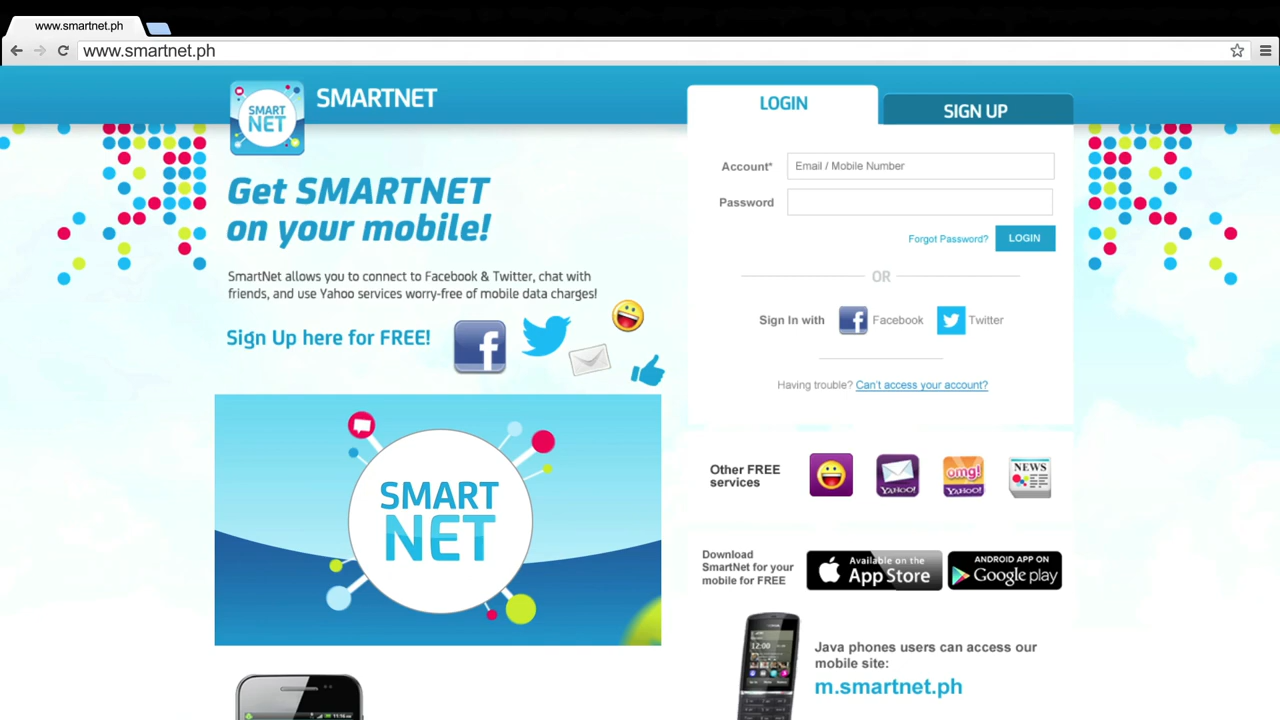 www.smartnet.ph
www.smartnet.ph
SMART
NET
SMARTNET
LOGIN
SIGN UP
Get SMARTNET
on your mobile!
SmartNet allows you to connect to Facebook & Twitter, chat with
friends, and use Yahoo services worry-free of mobile data charges!
Sign Up here for FREE!
f
Account*
Email / Mobile Number
Password
Forgot Password?
LOGIN
OR
Sign In with
f
Facebook
Twitter
Having trouble? Can't access your account?
SMART
NET
Other FREE
services
YAHOO!
omg!
YAHOO!
NEWS
Download
SmartNet for your
mobile for FREE
Available on the
App Store
ANDROID APP ON
Google play
12:00
Java phones users can access our
mobile site:
m.smartnet.ph